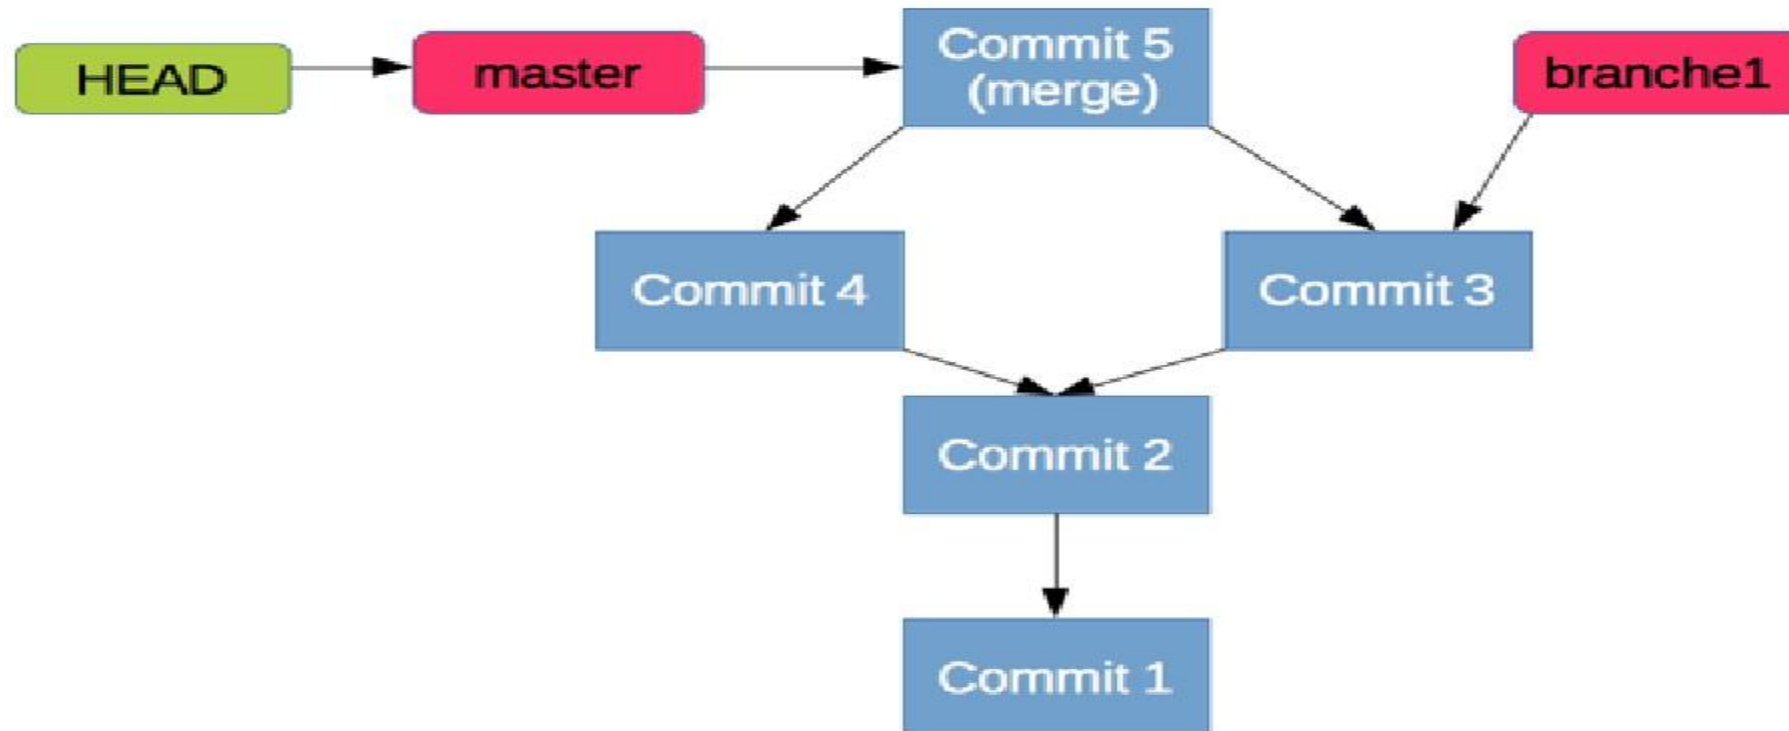 HEAD
master
Commit 5
(merge)
branche1
Commit 4
Commit 3
Commit 2
Commit 1